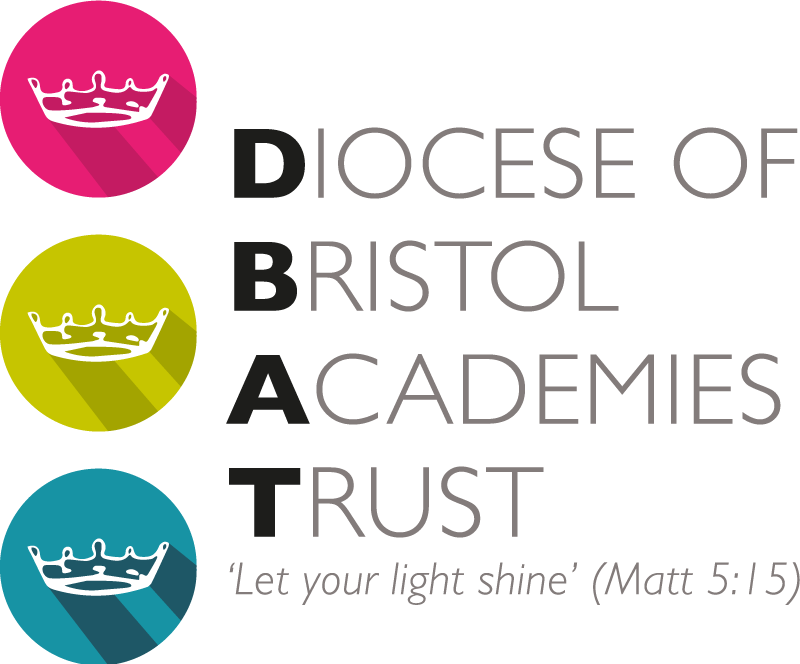 DIOCESE OF
BRISTOL
ACADEMIES
TRUST
‘Let your light shine’ (Matt 5:15)